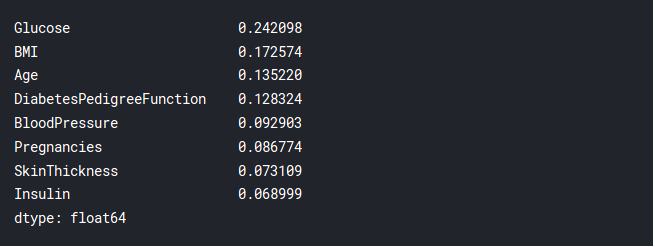 Glucose 0.242098
BMI 0.172574
Age 0.135220
DiabetesPedigreeFunction 0.128324
BloodPressure 0.092903
Pregnancies 0.086774
SkinThickness 0.073109
Insulin 0.068999
dtype: float64